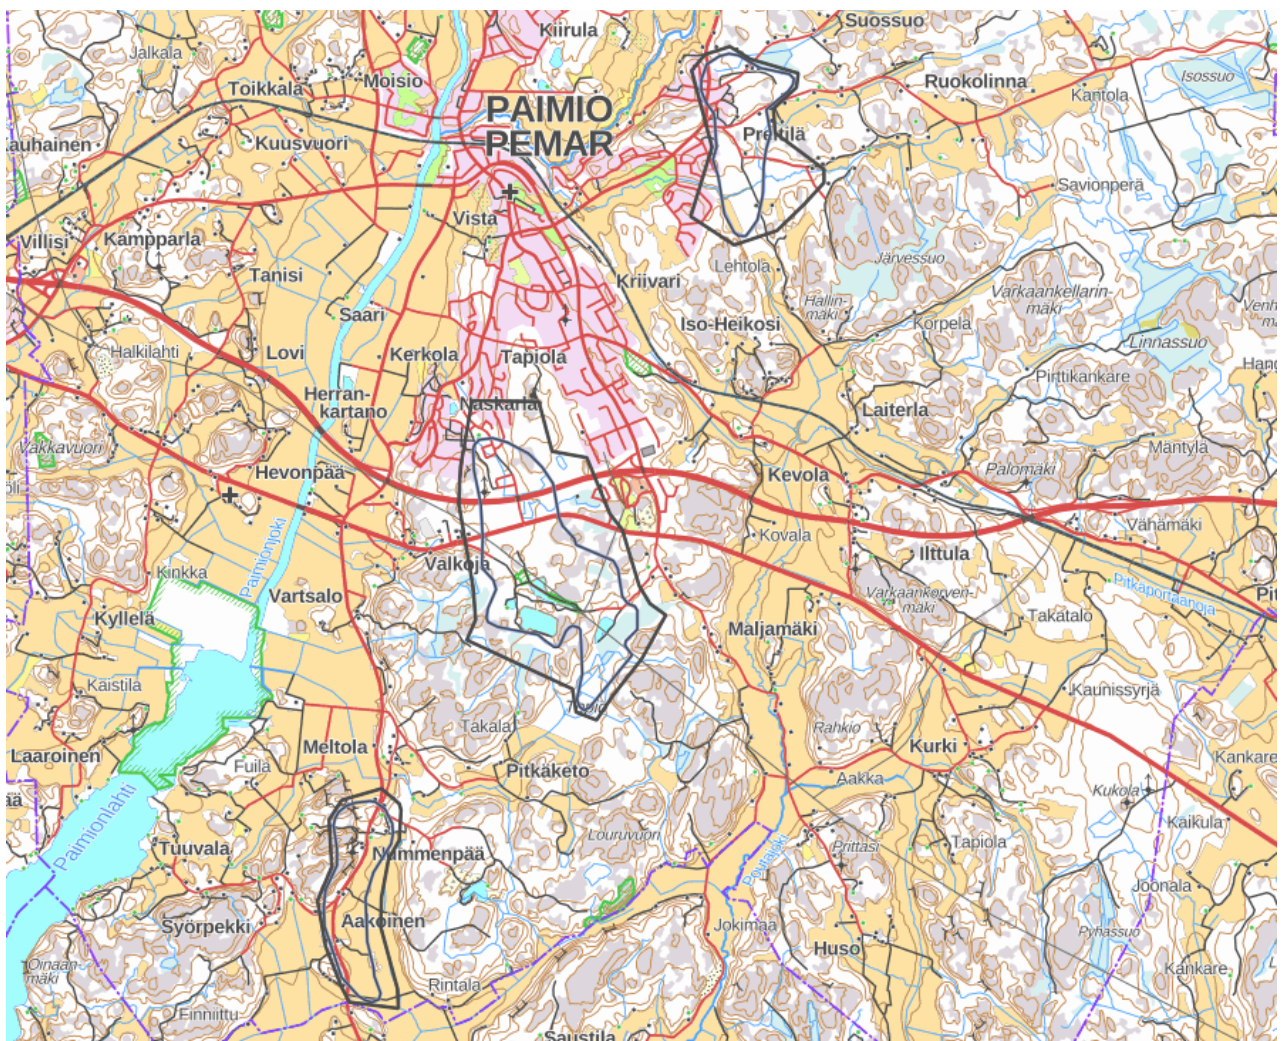 Kiirula
Suossuo
Jalkala
Moisio
Toikkala
Ruokolinna
Isossuo
Kantola
PAIMIO
PEMAR
Preitilä
auhainen
Kuusvuori
Savionperä
Vista
Villisi
Kampparla
Kriivari
Lehtola
Järvessuo
Tanisi
Varkaankellarin-
mäki
Hallin-
mäki
Saari
Iso-Heikosi
Korpela
Linnassuo
Halkilahti
Lovi
Kerkola
Tapiola
Pirttikankare
Herran-
kartano
Naskarla
Laiterla
Vakkavuori
Mäntylä
Hevonpää
Kevola
Palomäki
Vähämäki
Paimionjoki
Kovala
Ilttula
Valkoja
Kinkka
Pitkäportaanoja
Vartsalo
Varkaankorven-
mäki
Kyllelä
Takatalo
Maljamäki
Käistilä
Kaunissyrjä
Takala
Rahkio
Laaroinen
Meltola
Kurki
Kankare
Fuila
Pitkäketo
Aakka
Kukola
Paimionlahti
Kaikula
Louruvuori
Tuuvala
Nummenpää
Prittasi
Tapiola
Poutajoki
Joonala
Syörpekki
Aakoinen
Jokimaa
Pyhässuo
Huso
Oinaan-
mäki
Kankare
Rintala
Finniittu
Saustila